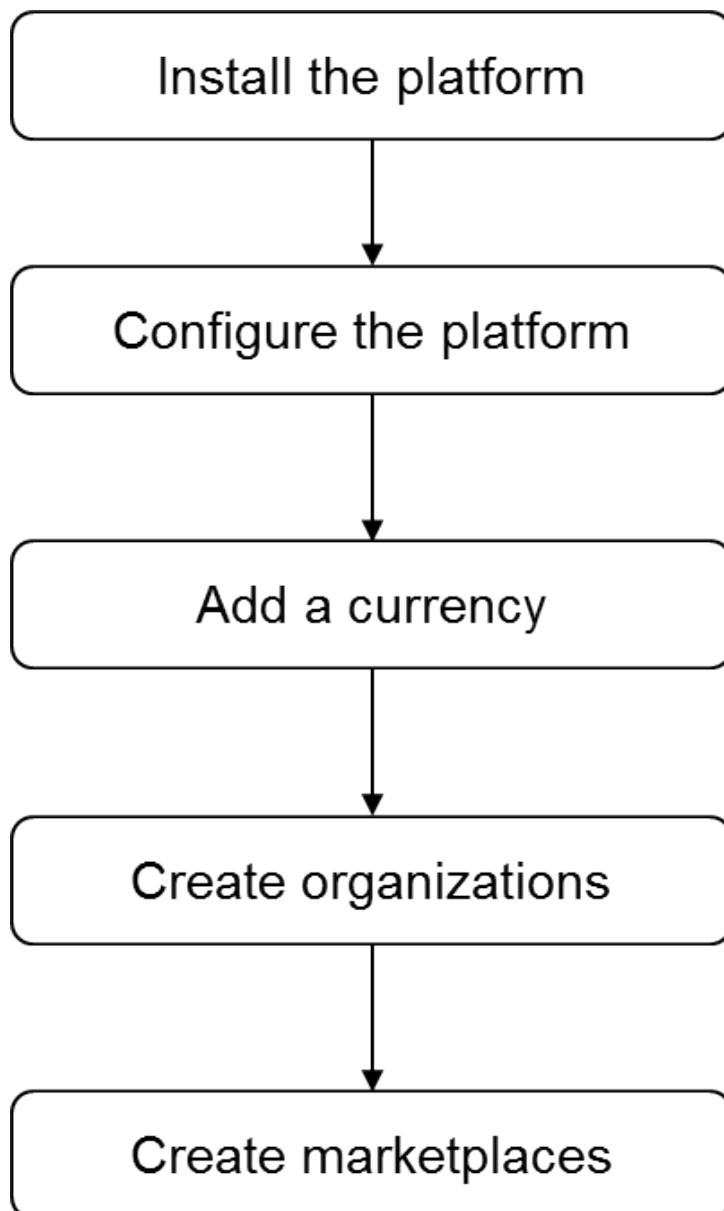 Install the platform
Configure the platform
Add a currency
Create organizations
Create marketplaces